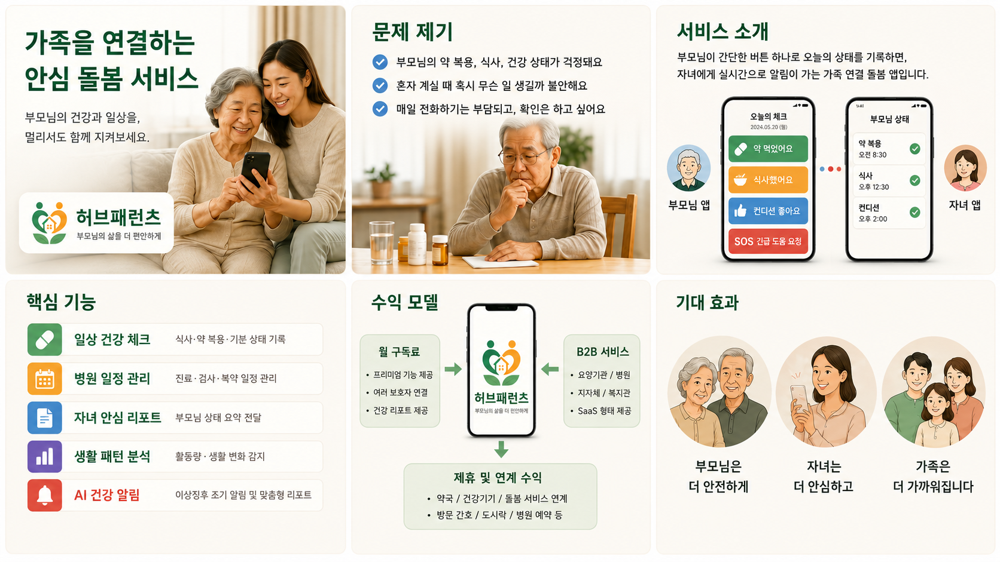 가족을 연결하는
안심 돌봄 서비스
부모님의 건강과 일상을,
멀리서도 함께 지켜보세요.
허브패런츠
부모님의 삶을 더 편안하게
문제 제기
부모님의 약 복용, 식사, 건강 상태가 걱정돼요
혼자 계실 때 혹시 무슨 일 생길까 불안해요
매일 전화하기는 부담되고, 확인은 하고 싶어요
서비스 소개
부모님이 간단한 버튼 하나로 오늘의 상태를 기록하면,
자녀에게 실시간으로 알림이 가는 가족 연결 돌봄 앱입니다.
부모님 앱
오늘의 체크
2024.05.20 (월)
약 먹었어요
식사했어요
컨디션 좋아요
SOS 긴급 도움 요청
부모님 상태
약 복용
오전 8:30
식사
오후 12:30
컨디션
오후 2:00
자녀 앱
핵심 기능
일상 건강 체크 식사·약 복용·기분 상태 기록
병원 일정 관리 진료·검사·복약 일정 관리
자녀 안심 리포트 부모님 상태 요약 전달
생활 패턴 분석 활동량·생활 변화 감지
AI 건강 알림 이상징후 조기 알림 및 맞춤형 리포트
수익 모델
월 구독료
• 프리미엄 기능 제공
• 여러 보호자 연결
• 건강 리포트 제공
허브패런츠
부모님의 삶을 더 편안하게
B2B 서비스
• 요양기관 / 병원
• 지자체 / 복지관
• SaaS 형태 제공
제휴 및 연계 수익
• 약국 / 건강기기 / 돌봄 서비스 연계
• 방문 간호 / 도시락 / 병원 예약 등
기대 효과
부모님은
더 안전하게
자녀는
더 안심하고
가족은
더 가까워집니다